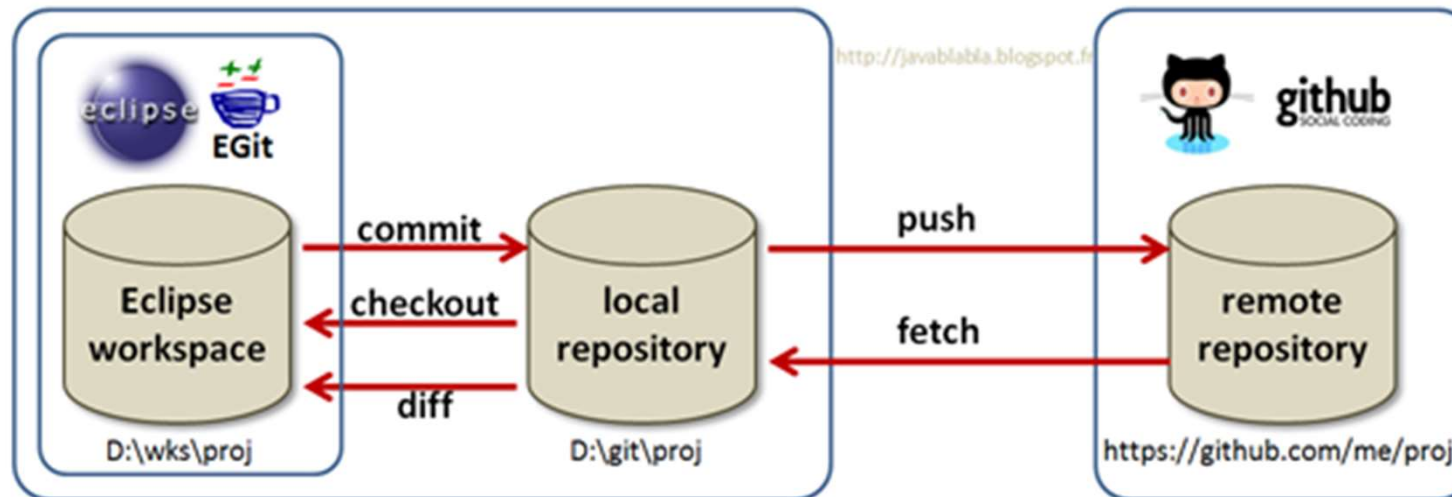 http://javablabla.blogspot.fr
eclipse
EGit
github
SOCIAL CODING
commit
push
Eclipse
workspace
checkout
local
repository
fetch
remote
repository
diff
D:\wks\proj
D:\git\proj
https://github.com/me/proj